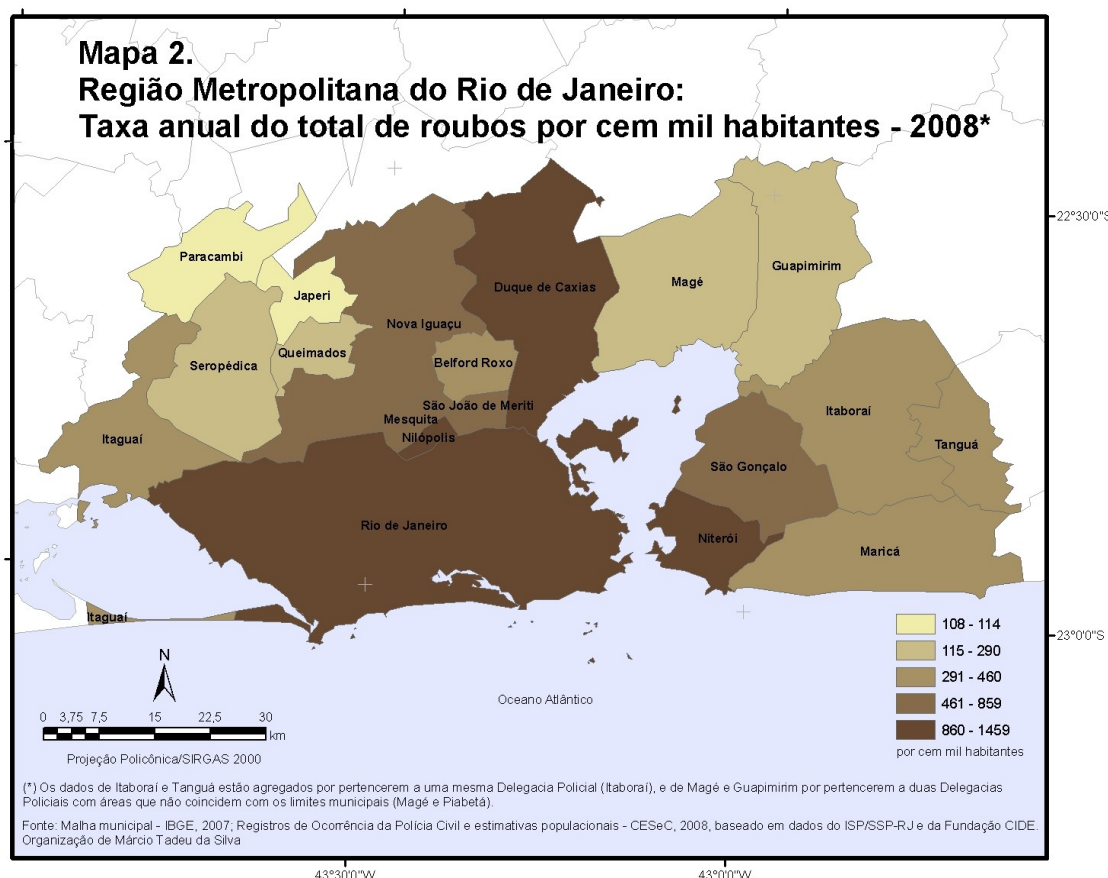 Mapa 2.
Região Metropolitana do Rio de Janeiro:
Taxa anual do total de roubos por cem mil habitantes - 2008*
22°30'0"S
Paracambi
Guapimirim
Japeri
Duque de Caxias
Magé
Nova Iguaçu
Queimados
Seropédica
Belford Roxo
São João de Meriti
Mesquita
Nilópolis
Itaguaí
Itaboraí
Tanguá
São Gonçalo
Rio de Janeiro
Niterói
Maricá
Itaguaí
108 - 114
115 - 290
291 - 460
461 - 859
860 - 1459
por cem mil habitantes
23°0'0"S
N
Oceano Atlântico
0 3,75 7,5 15 22,5 30
km
Projeção Policônica/SIRGAS 2000
(*) Os dados de Itaboraí e Tanguá estão agregados por pertencerem a uma mesma Delegacia Policial (Itaboraí), e de Magé e Guapimirim por pertencerem a duas Delegacias
Policiais com áreas que não coincidem com os limites municipais (Magé e Piabetá).
Fonte: Malha municipal - IBGE, 2007; Registros de Ocorrência da Polícia Civil e estimativas populacionais - CESeC, 2008, baseado em dados do ISP/SSP-RJ e da Fundação CIDE.
Organização de Márcio Tadeu da Silva
43°30'0"W
43°0'0"W